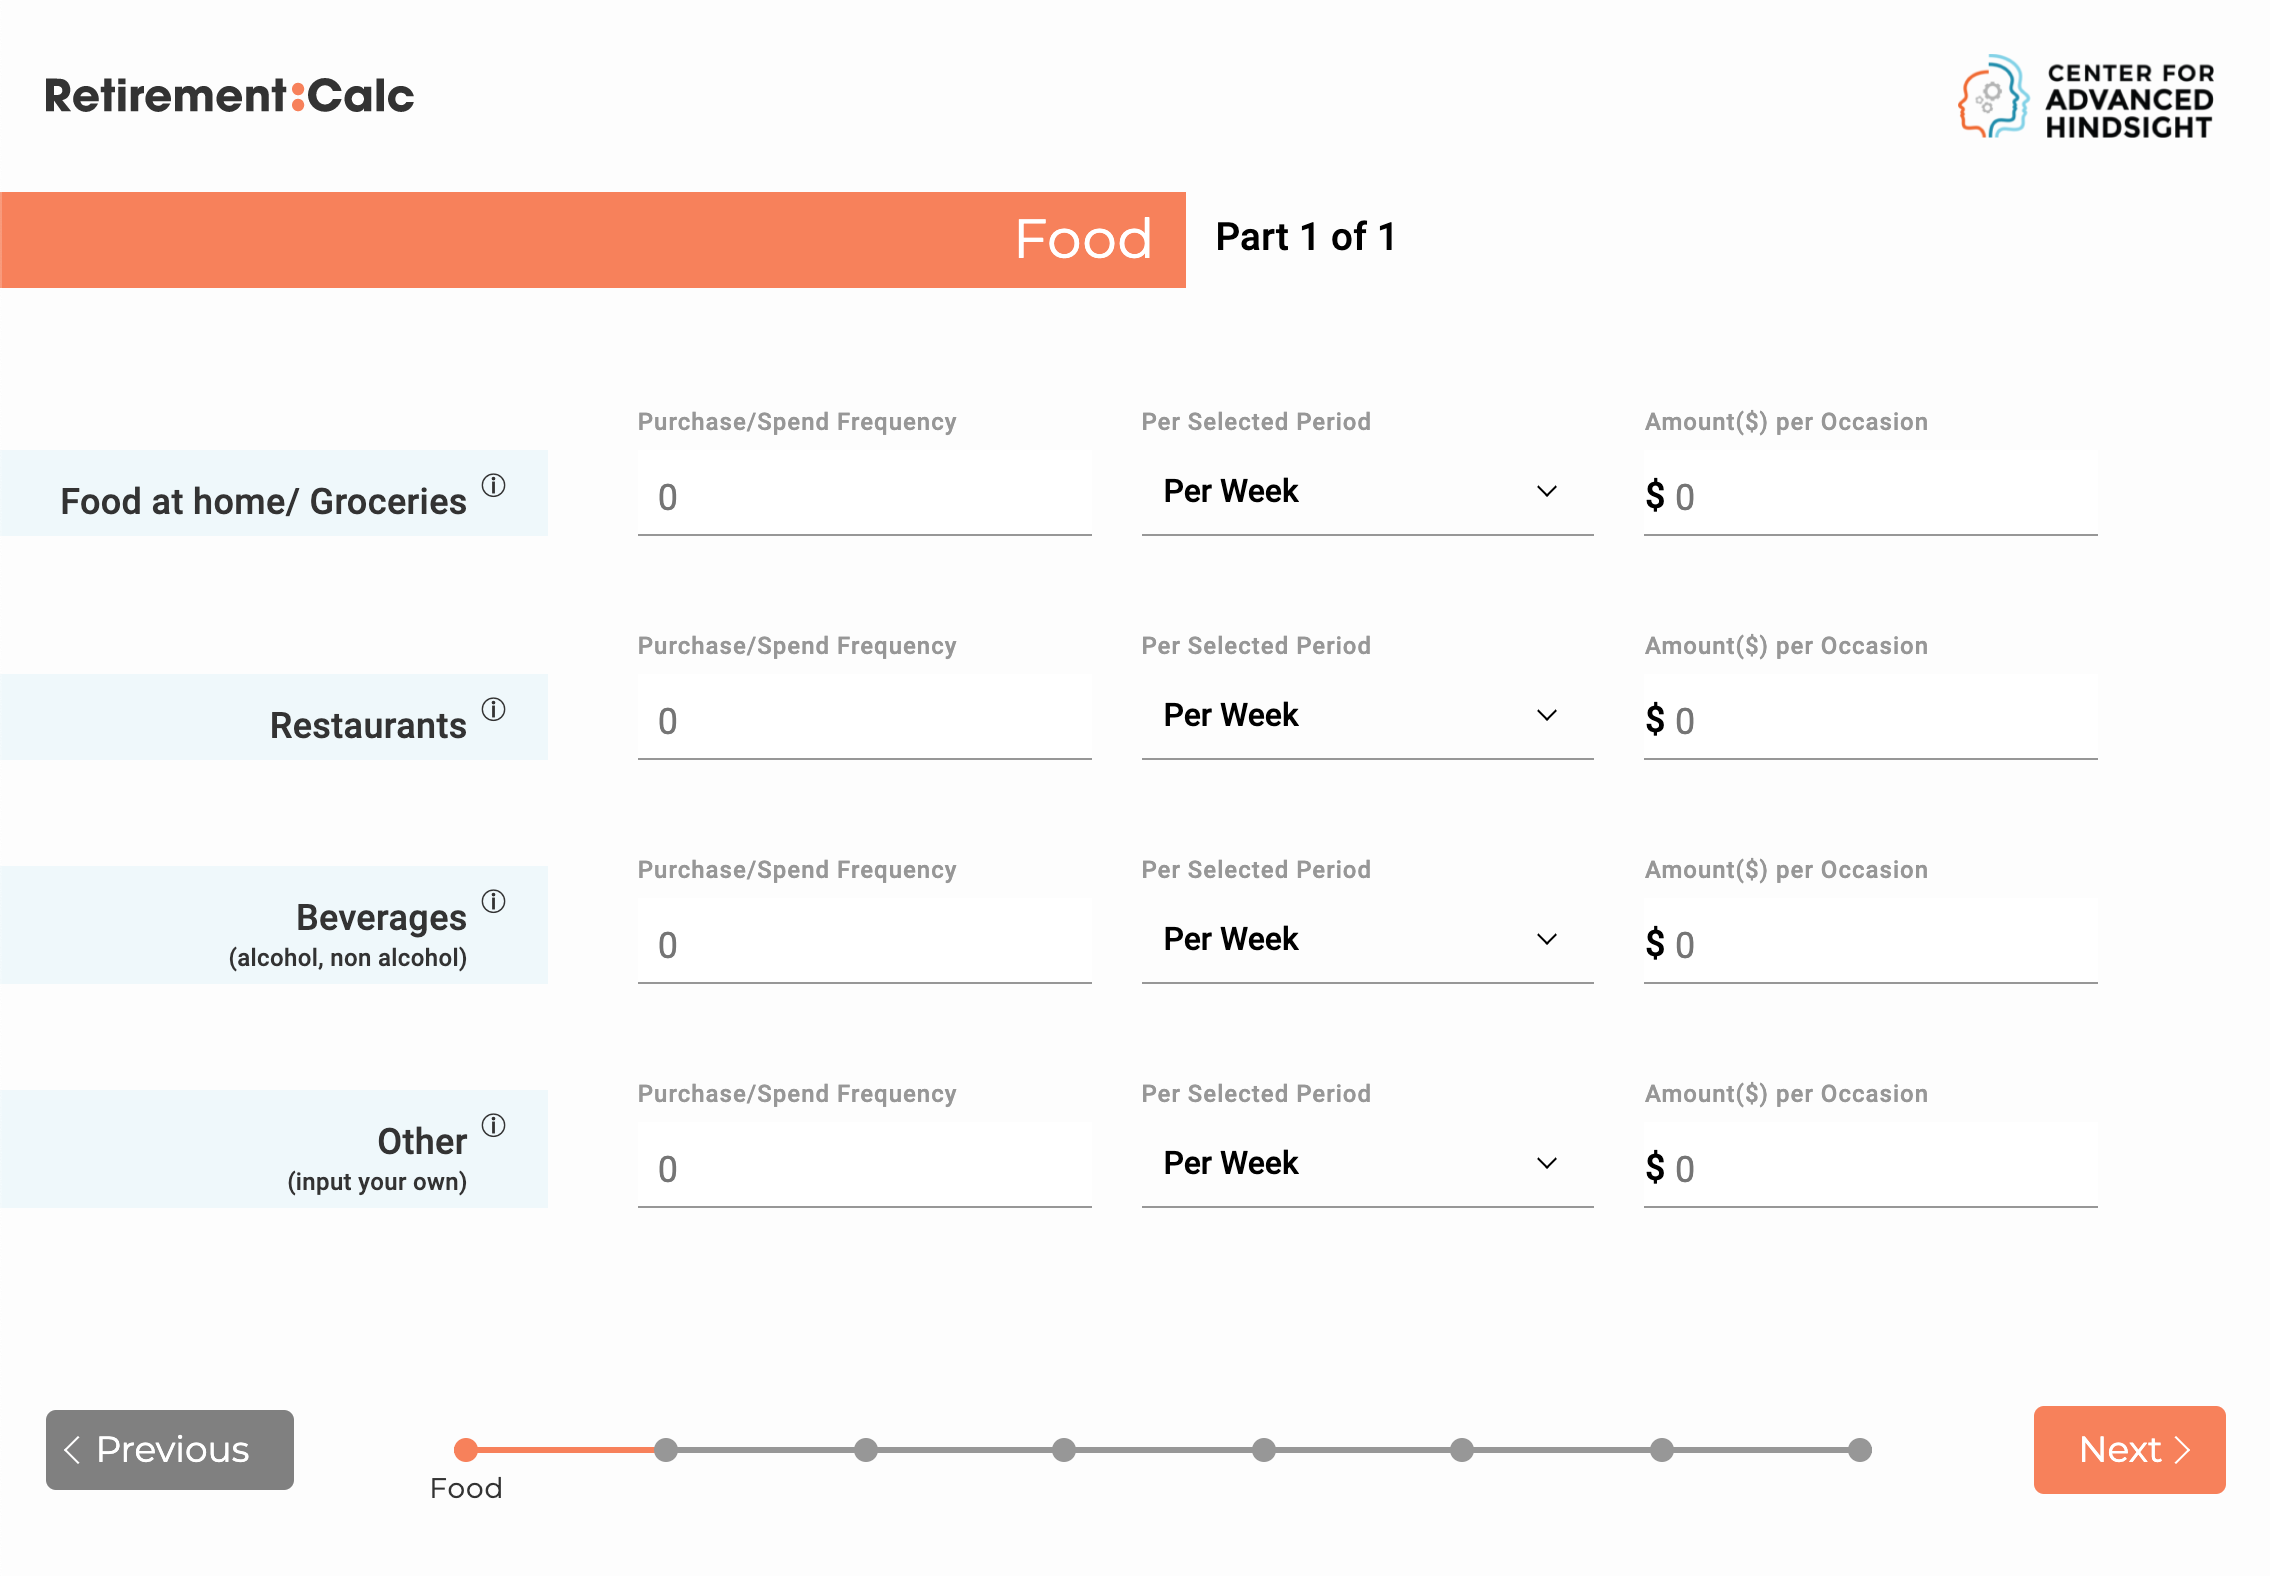 Retirement:Calc
CENTER FOR
ADVANCED
HINDSIGHT
Food
Part 1 of 1
Purchase/Spend Frequency
Per Selected Period
Amount($) per Occasion
Food at home/ Groceries
0
Per Week
$ 0
Purchase/Spend Frequency
Per Selected Period
Amount($) per Occasion
Restaurants
0
Per Week
$ 0
Purchase/Spend Frequency
Per Selected Period
Amount($) per Occasion
Beverages
(alcohol, non alcohol)
0
Per Week
$ 0
Purchase/Spend Frequency
Per Selected Period
Amount($) per Occasion
Other
(input your own)
0
Per Week
$ 0
Previous
Food
Next